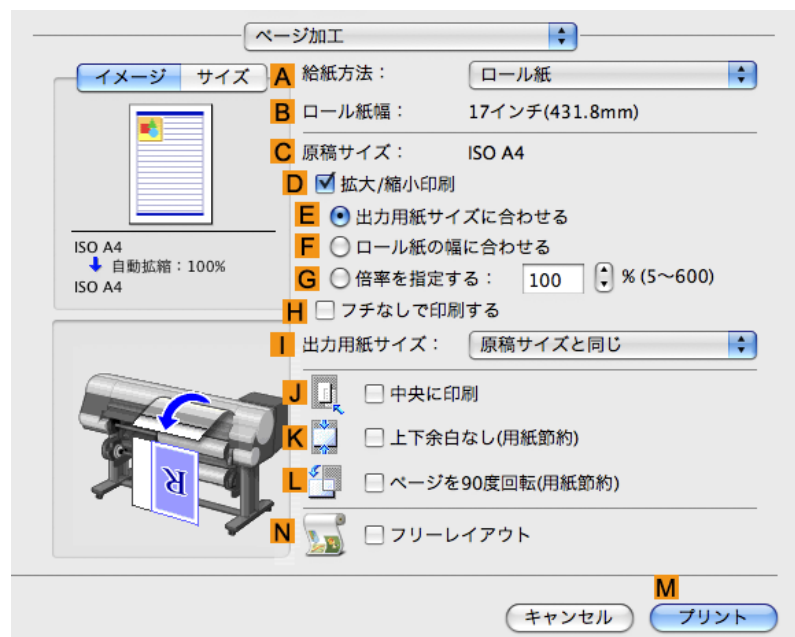 ページ加工
イメージ サイズ
A 給紙方法： ロール紙
B ロール紙幅： 17インチ(431.8mm)
C 原稿サイズ： ISO A4
D 拡大/縮小印刷
E 出力用紙サイズに合わせる
F ロール紙の幅に合わせる
G 倍率を指定する： 100 % (5〜600)
H フチなしで印刷する
I 出力用紙サイズ： 原稿サイズと同じ
ISO A4
自動拡縮：100%
ISO A4
J 中央に印刷
K 上下余白なし(用紙節約)
L ページを90度回転(用紙節約)
N フリーレイアウト
R
M
キャンセル プリント